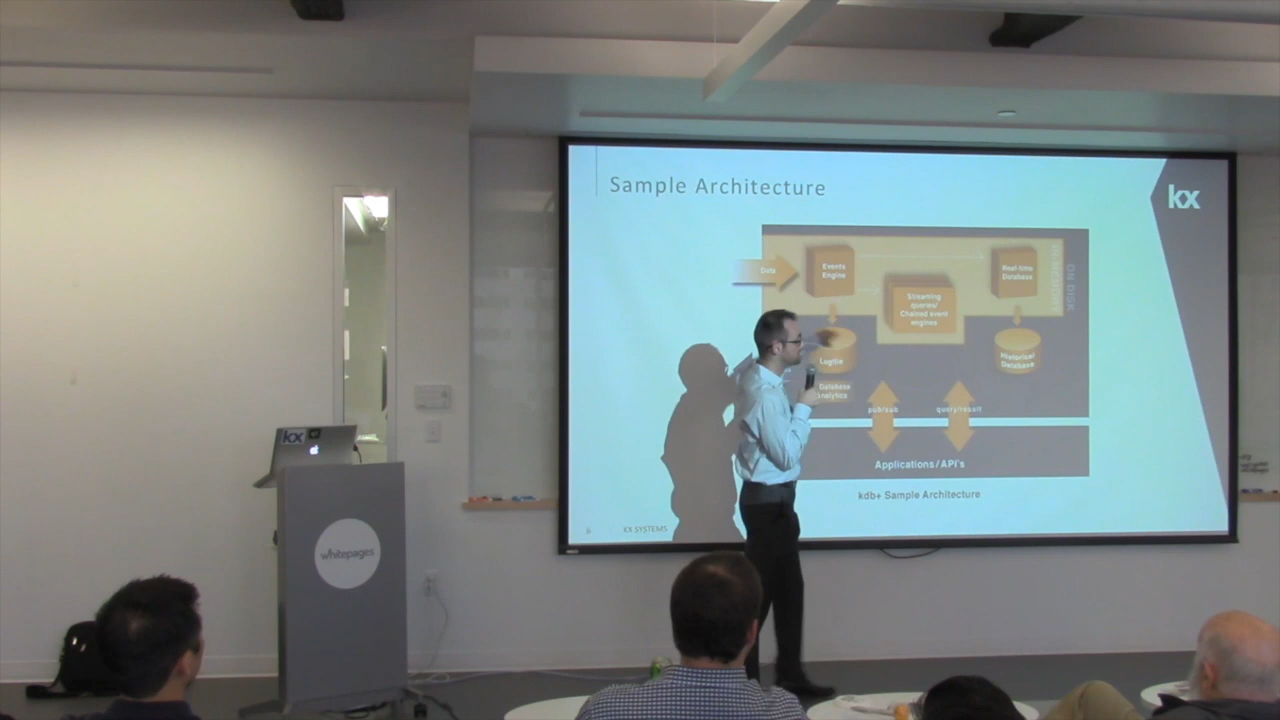 Sample Architecture
kx
Data
Events
Engine
Real-time
Database
IN MEMORY
ON DISK
Streaming
queries/
Chained event
engines
Logfile
Historical
Database
Database
Analytics
pub/sub
query/result
Applications/API's
kdb+ Sample Architecture
6
KX SYSTEMS
kx
whitepages